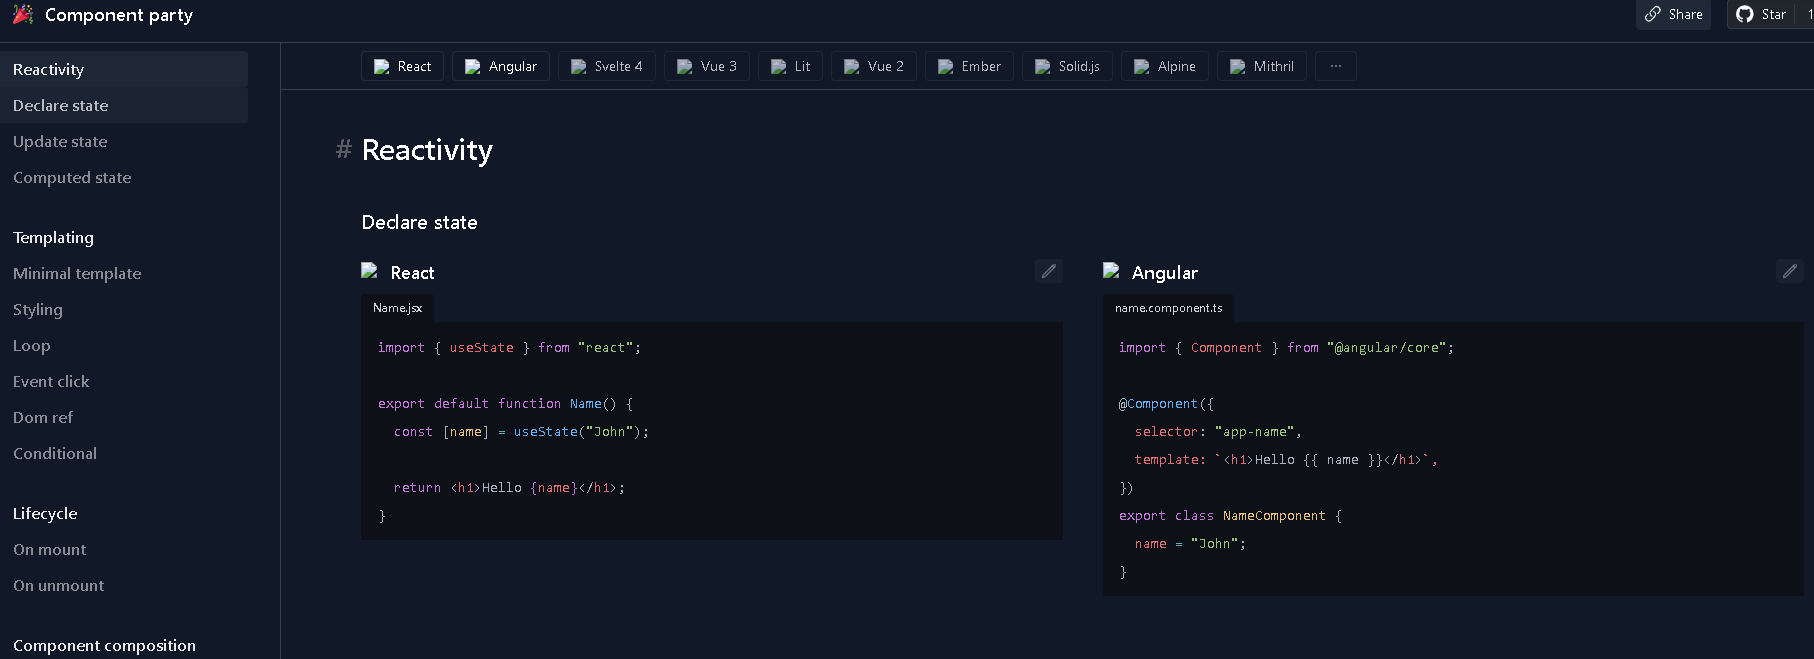 🎉 Component party
Share
Star
1
Reactivity
Declare state
Update state
Computed state
Templating
Minimal template
Styling
Loop
Event click
Dom ref
Conditional
Lifecycle
On mount
On unmount
Component composition
React Angular Svelte 4 Vue 3 Lit Vue 2 Ember Solid.js Alpine Mithril ...
# Reactivity
Declare state
React
Name.jsx
import { useState } from "react";
export default function Name() {
const [name] = useState("John");
return <h1>Hello {name}</h1>;
}
Angular
name.component.ts
import { Component } from "@angular/core";
@Component({
selector: "app-name",
template: `<h1>Hello {{ name }}</h1>`,
})
export class NameComponent {
name = "John";
}